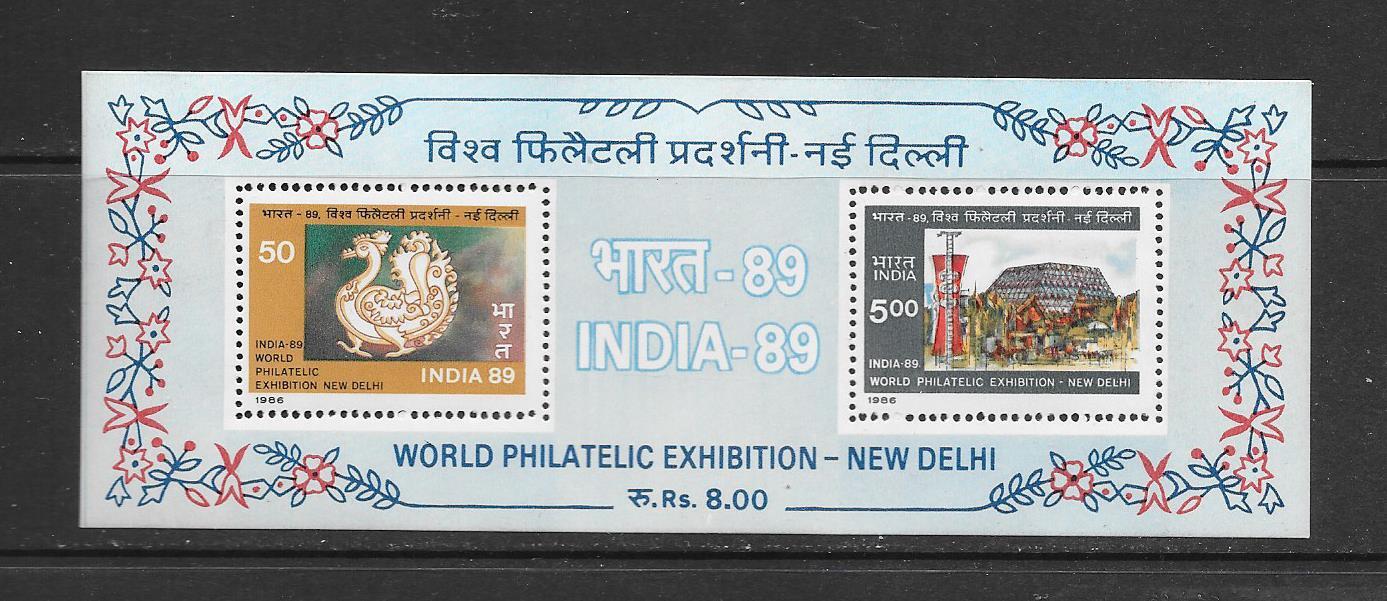 विश्व फिलैटली प्रदर्शनी - नई दिल्ली
भारत - 89, विश्व फिलैटली प्रदर्शनी - नई दिल्ली
50
भारत
INDIA-89,
WORLD
PHILATELIC
EXHIBITION NEW DELHI
INDIA 89
1986
भारत - 89
INDIA - 89
भारत - 89, विश्व फिलैटली प्रदर्शनी - नई दिल्ली
भारत
INDIA
500
INDIA-89,
WORLD PHILATELIC EXHIBITION - NEW DELHI
1986
WORLD PHILATELIC EXHIBITION – NEW DELHI
रु.Rs. 8.00